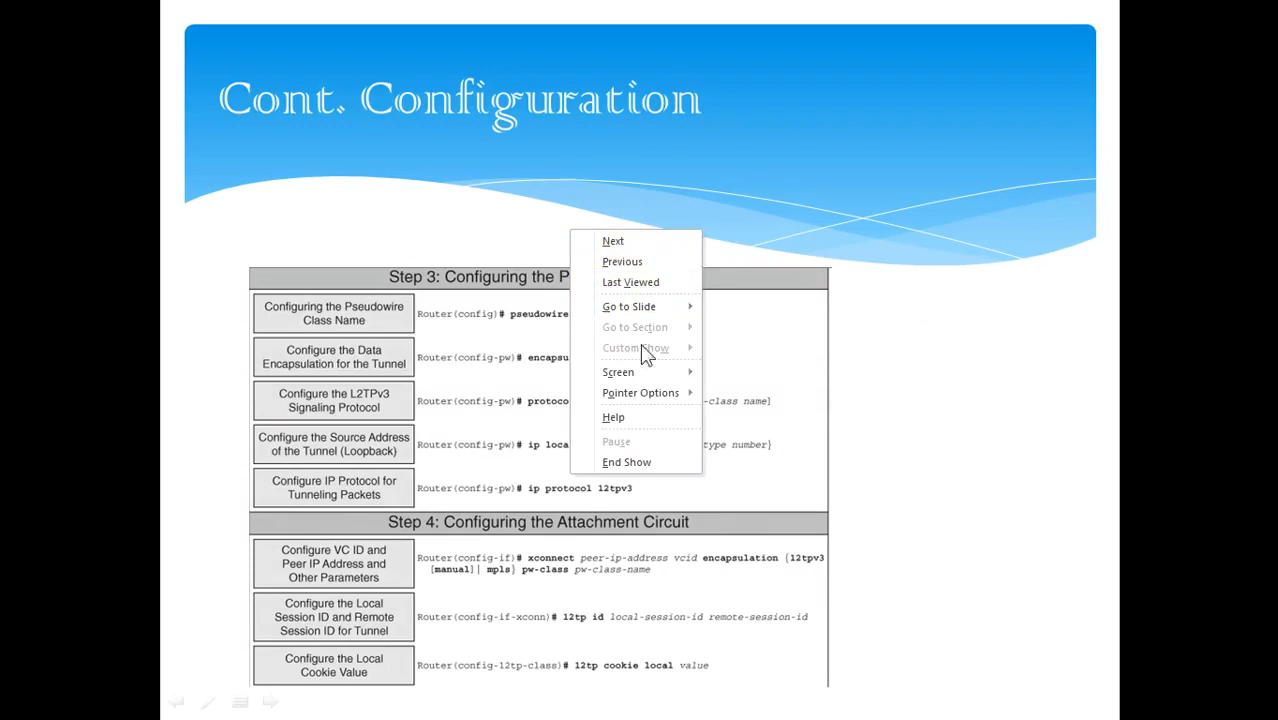 Cont. Configuration
Step 3: Configuring the P
Configuring the Pseudowire
Class Name
Router(config)# pseudowire
Configure the Data
Encapsulation for the Tunnel
Router(config-pw)# encapsu
Configure the L2TPv3
Signaling Protocol
Router(config-pw)# protoco
-class name]
Configure the Source Address
of the Tunnel (Loopback)
Router(config-pw)# ip loca
type number}
Configure IP Protocol for
Tunneling Packets
Router(config-pw)# ip protocol l2tpv3
Next
Previous
Last Viewed
Go to Slide
Go to Section
Custom Show
Screen
Pointer Options
Help
Pause
End Show
Step 4: Configuring the Attachment Circuit
Configure VC ID and
Peer IP Address and
Other Parameters
Router(config-if)# xconnect peer-ip-address vcid encapsulation {l2tpv3
[manual]| mpls} pw-class pw-class-name
Configure the Local
Session ID and Remote
Session ID for Tunnel
Router(config-if-xconn)# l2tp id local-session-id remote-session-id
Configure the Local
Cookie Value
Router(config-l2tp-class)# l2tp cookie local value